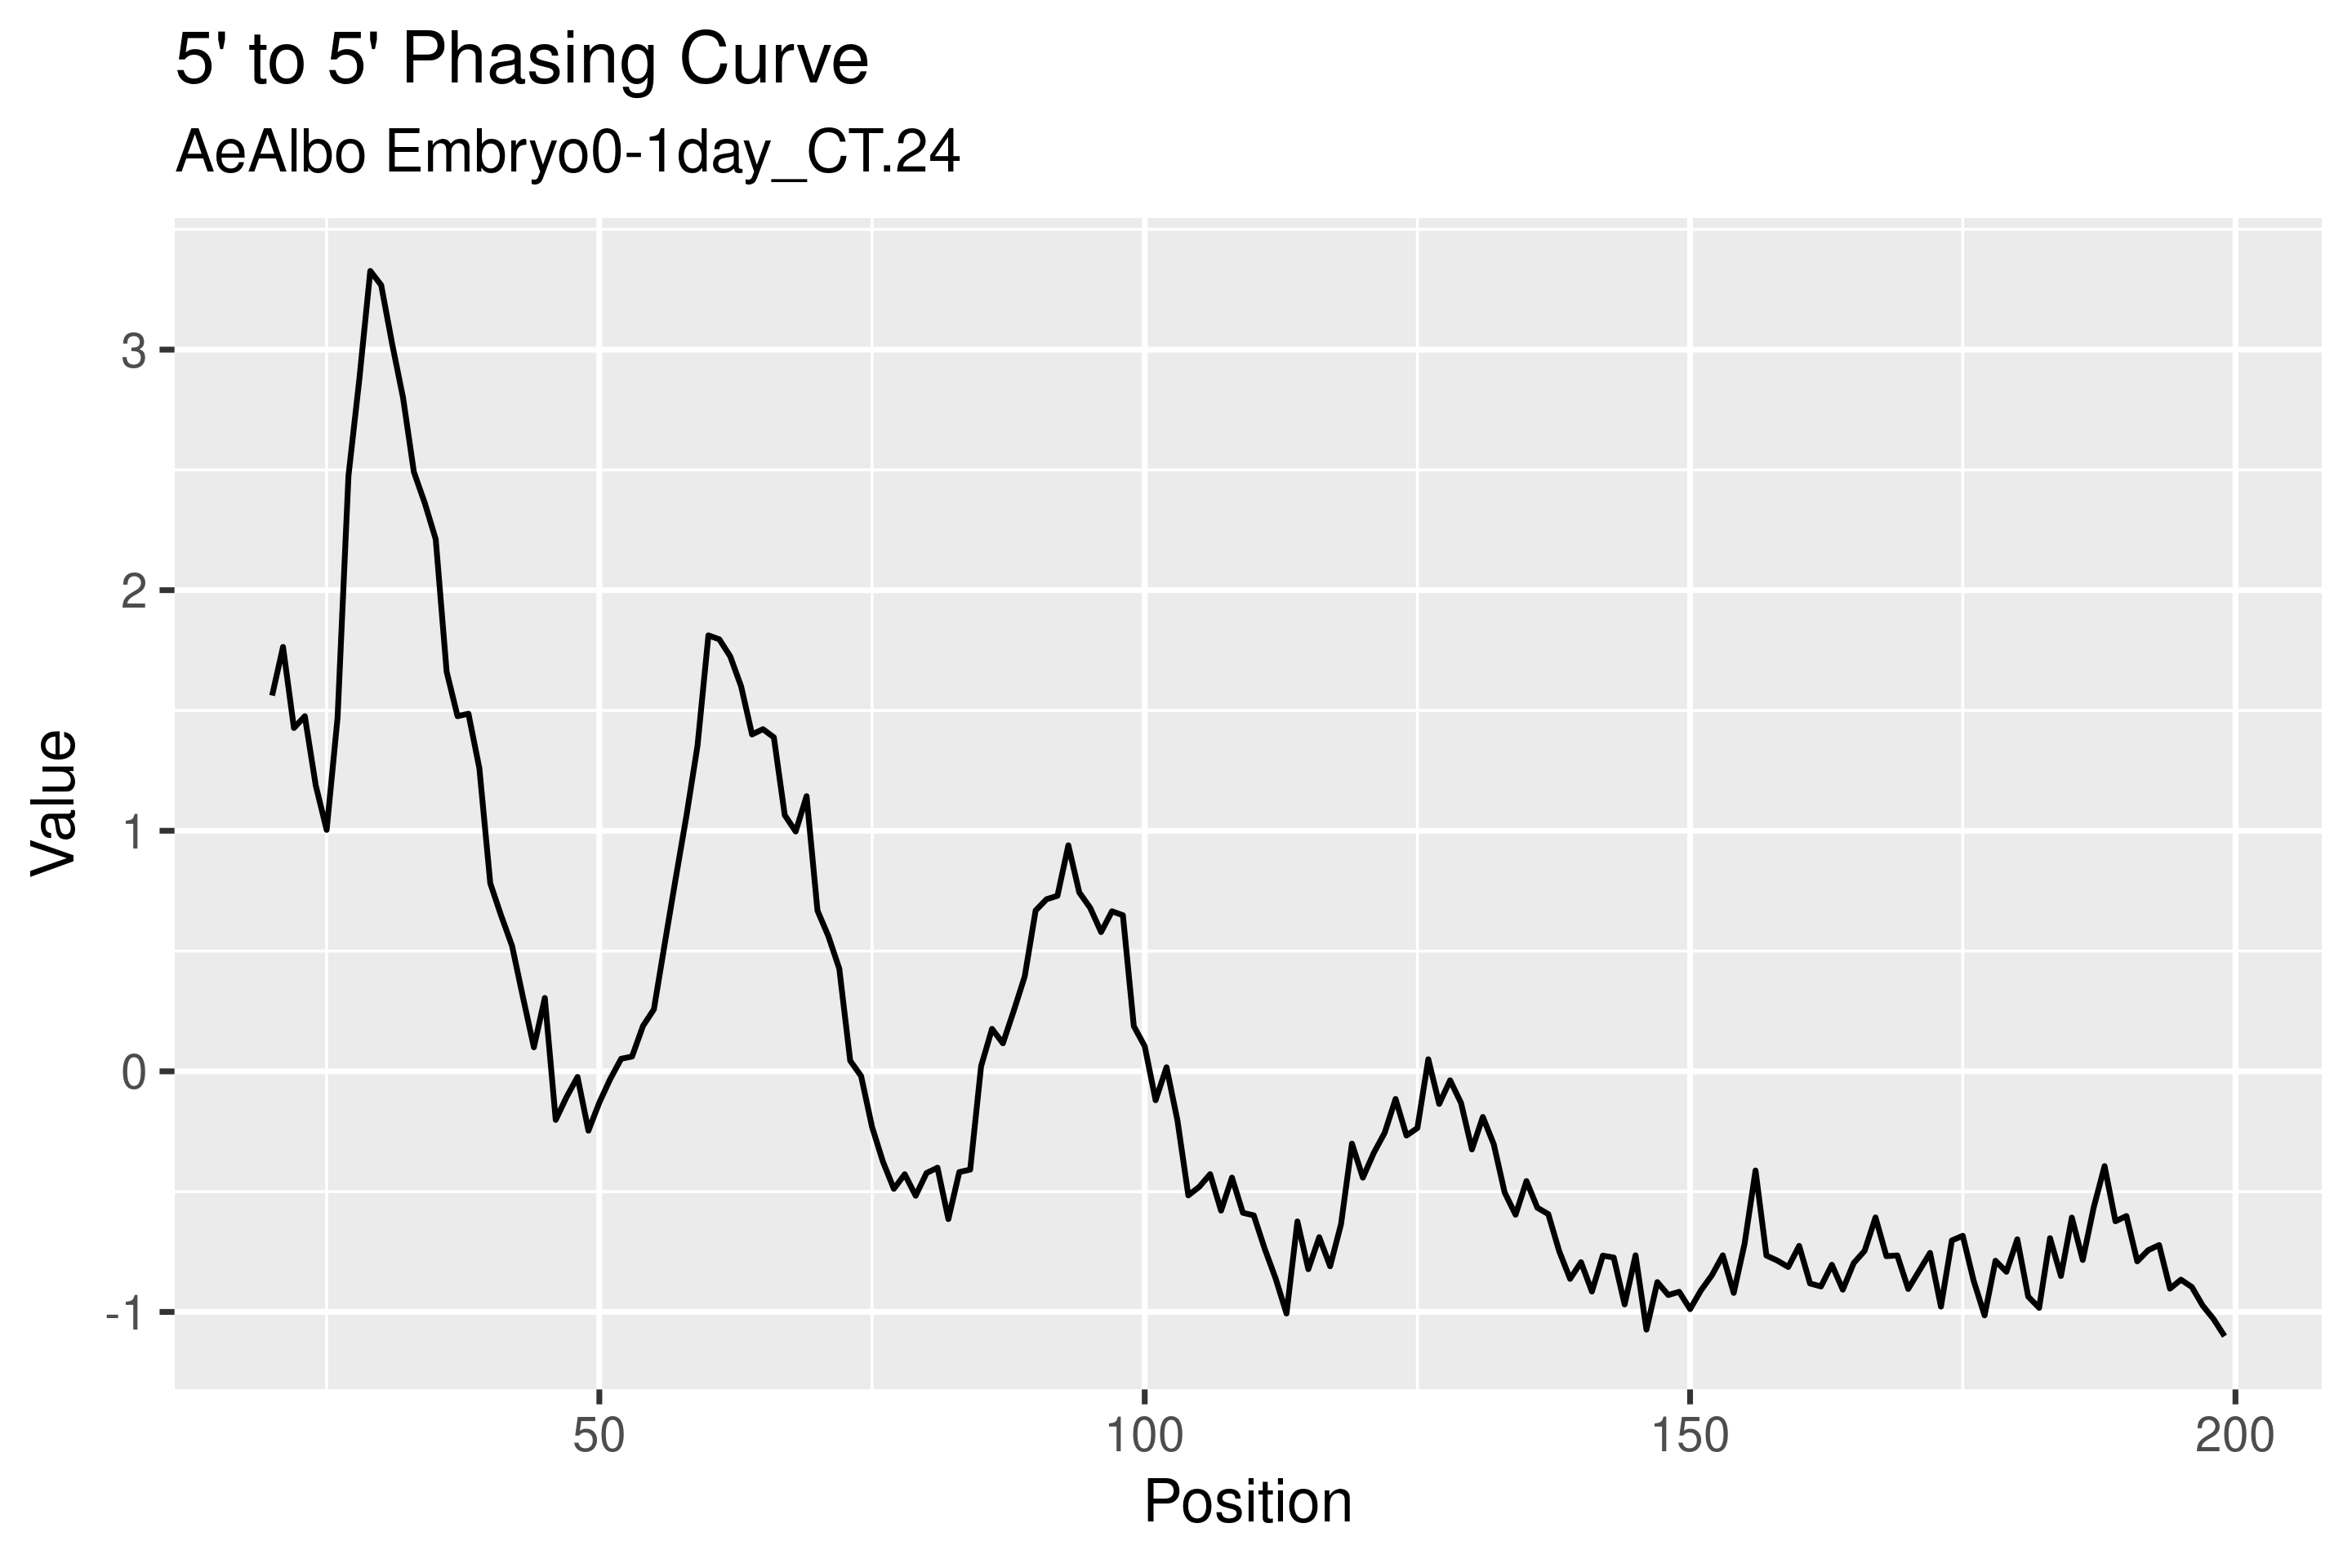 5' to 5' Phasing Curve
AeAlbo Embryo0-1day_CT.24
3
2
1
0
-1
Value
50 100 150 200
Position